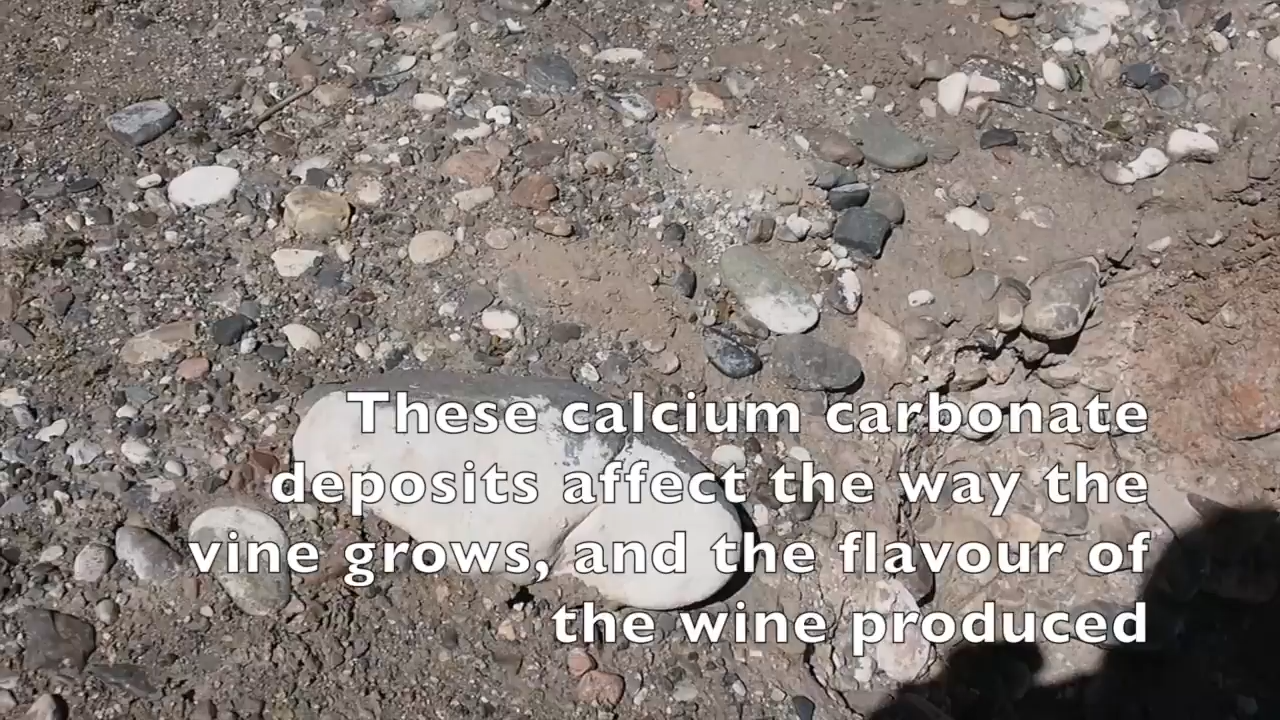 These calcium carbonate
deposits affect the way the
vine grows, and the flavour of
the wine produced